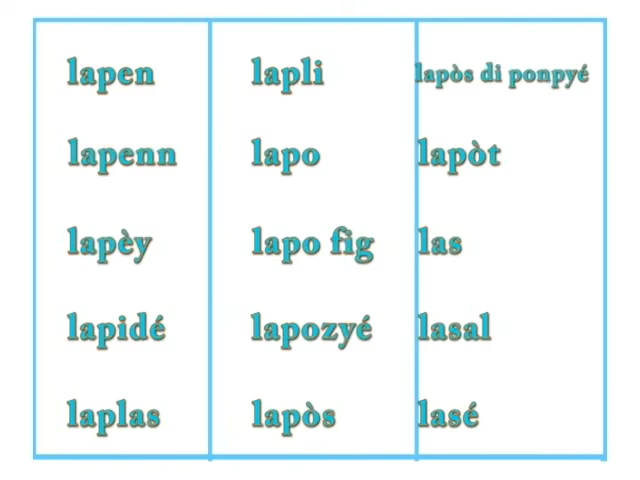 lapen
lapenn
lapèy
lapidé
laplas
lapli
lapo
lapo fig
lapozyé
lapòs
lapòs di ponpyé
lapòt
las
lasal
lasé